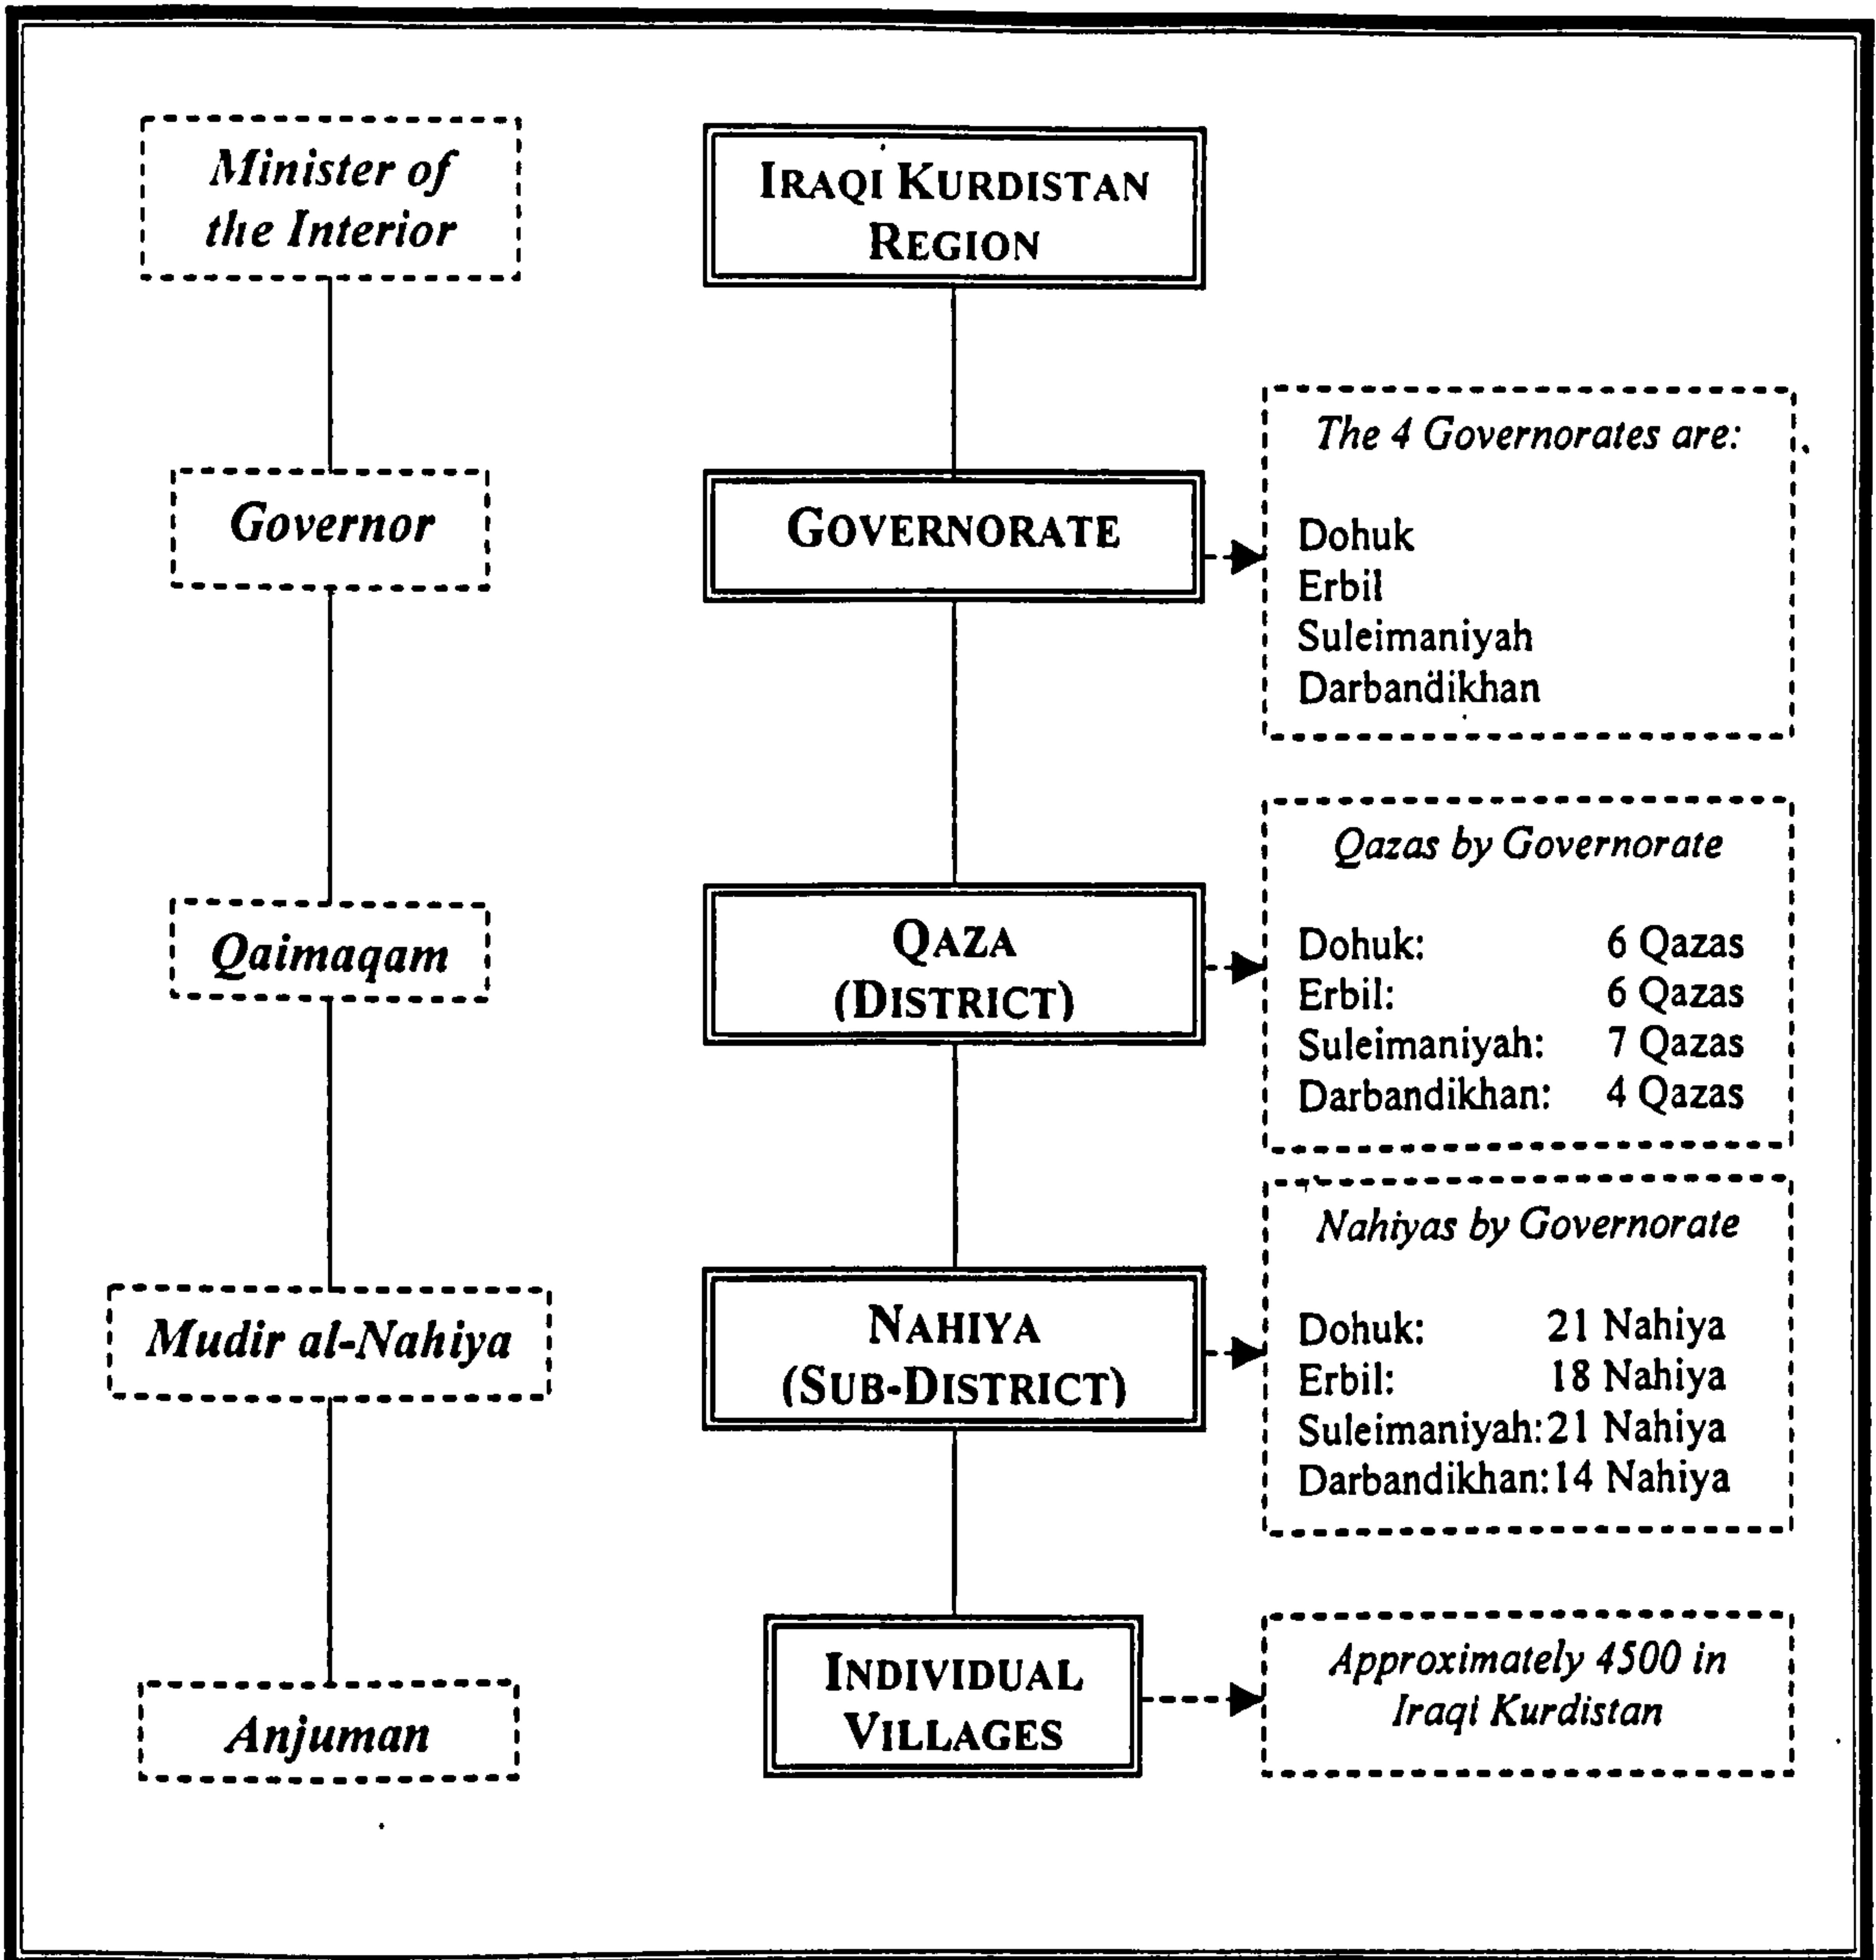 Minister of
the Interior
IRAQI KURDISTAN
REGION
The 4 Governorates are:
Governor
GOVERNORATE
Dohuk
Erbil
Suleimaniyah
Darbandikhan
Qazas by Governorate
Qaimaqam
QAZA
(DISTRICT)
Dohuk: 6 Qazas
Erbil: 6 Qazas
Suleimaniyah: 7 Qazas
Darbandikhan: 4 Qazas
Nahiyas by Governorate
Mudir al-Nahiya
NAHIYA
(SUB-DISTRICT)
Dohuk: 21 Nahiya
Erbil: 18 Nahiya
Suleimaniyah: 21 Nahiya
Darbandikhan: 14 Nahiya
Anjuman
INDIVIDUAL
VILLAGES
Approximately 4500 in
Iraqi Kurdistan